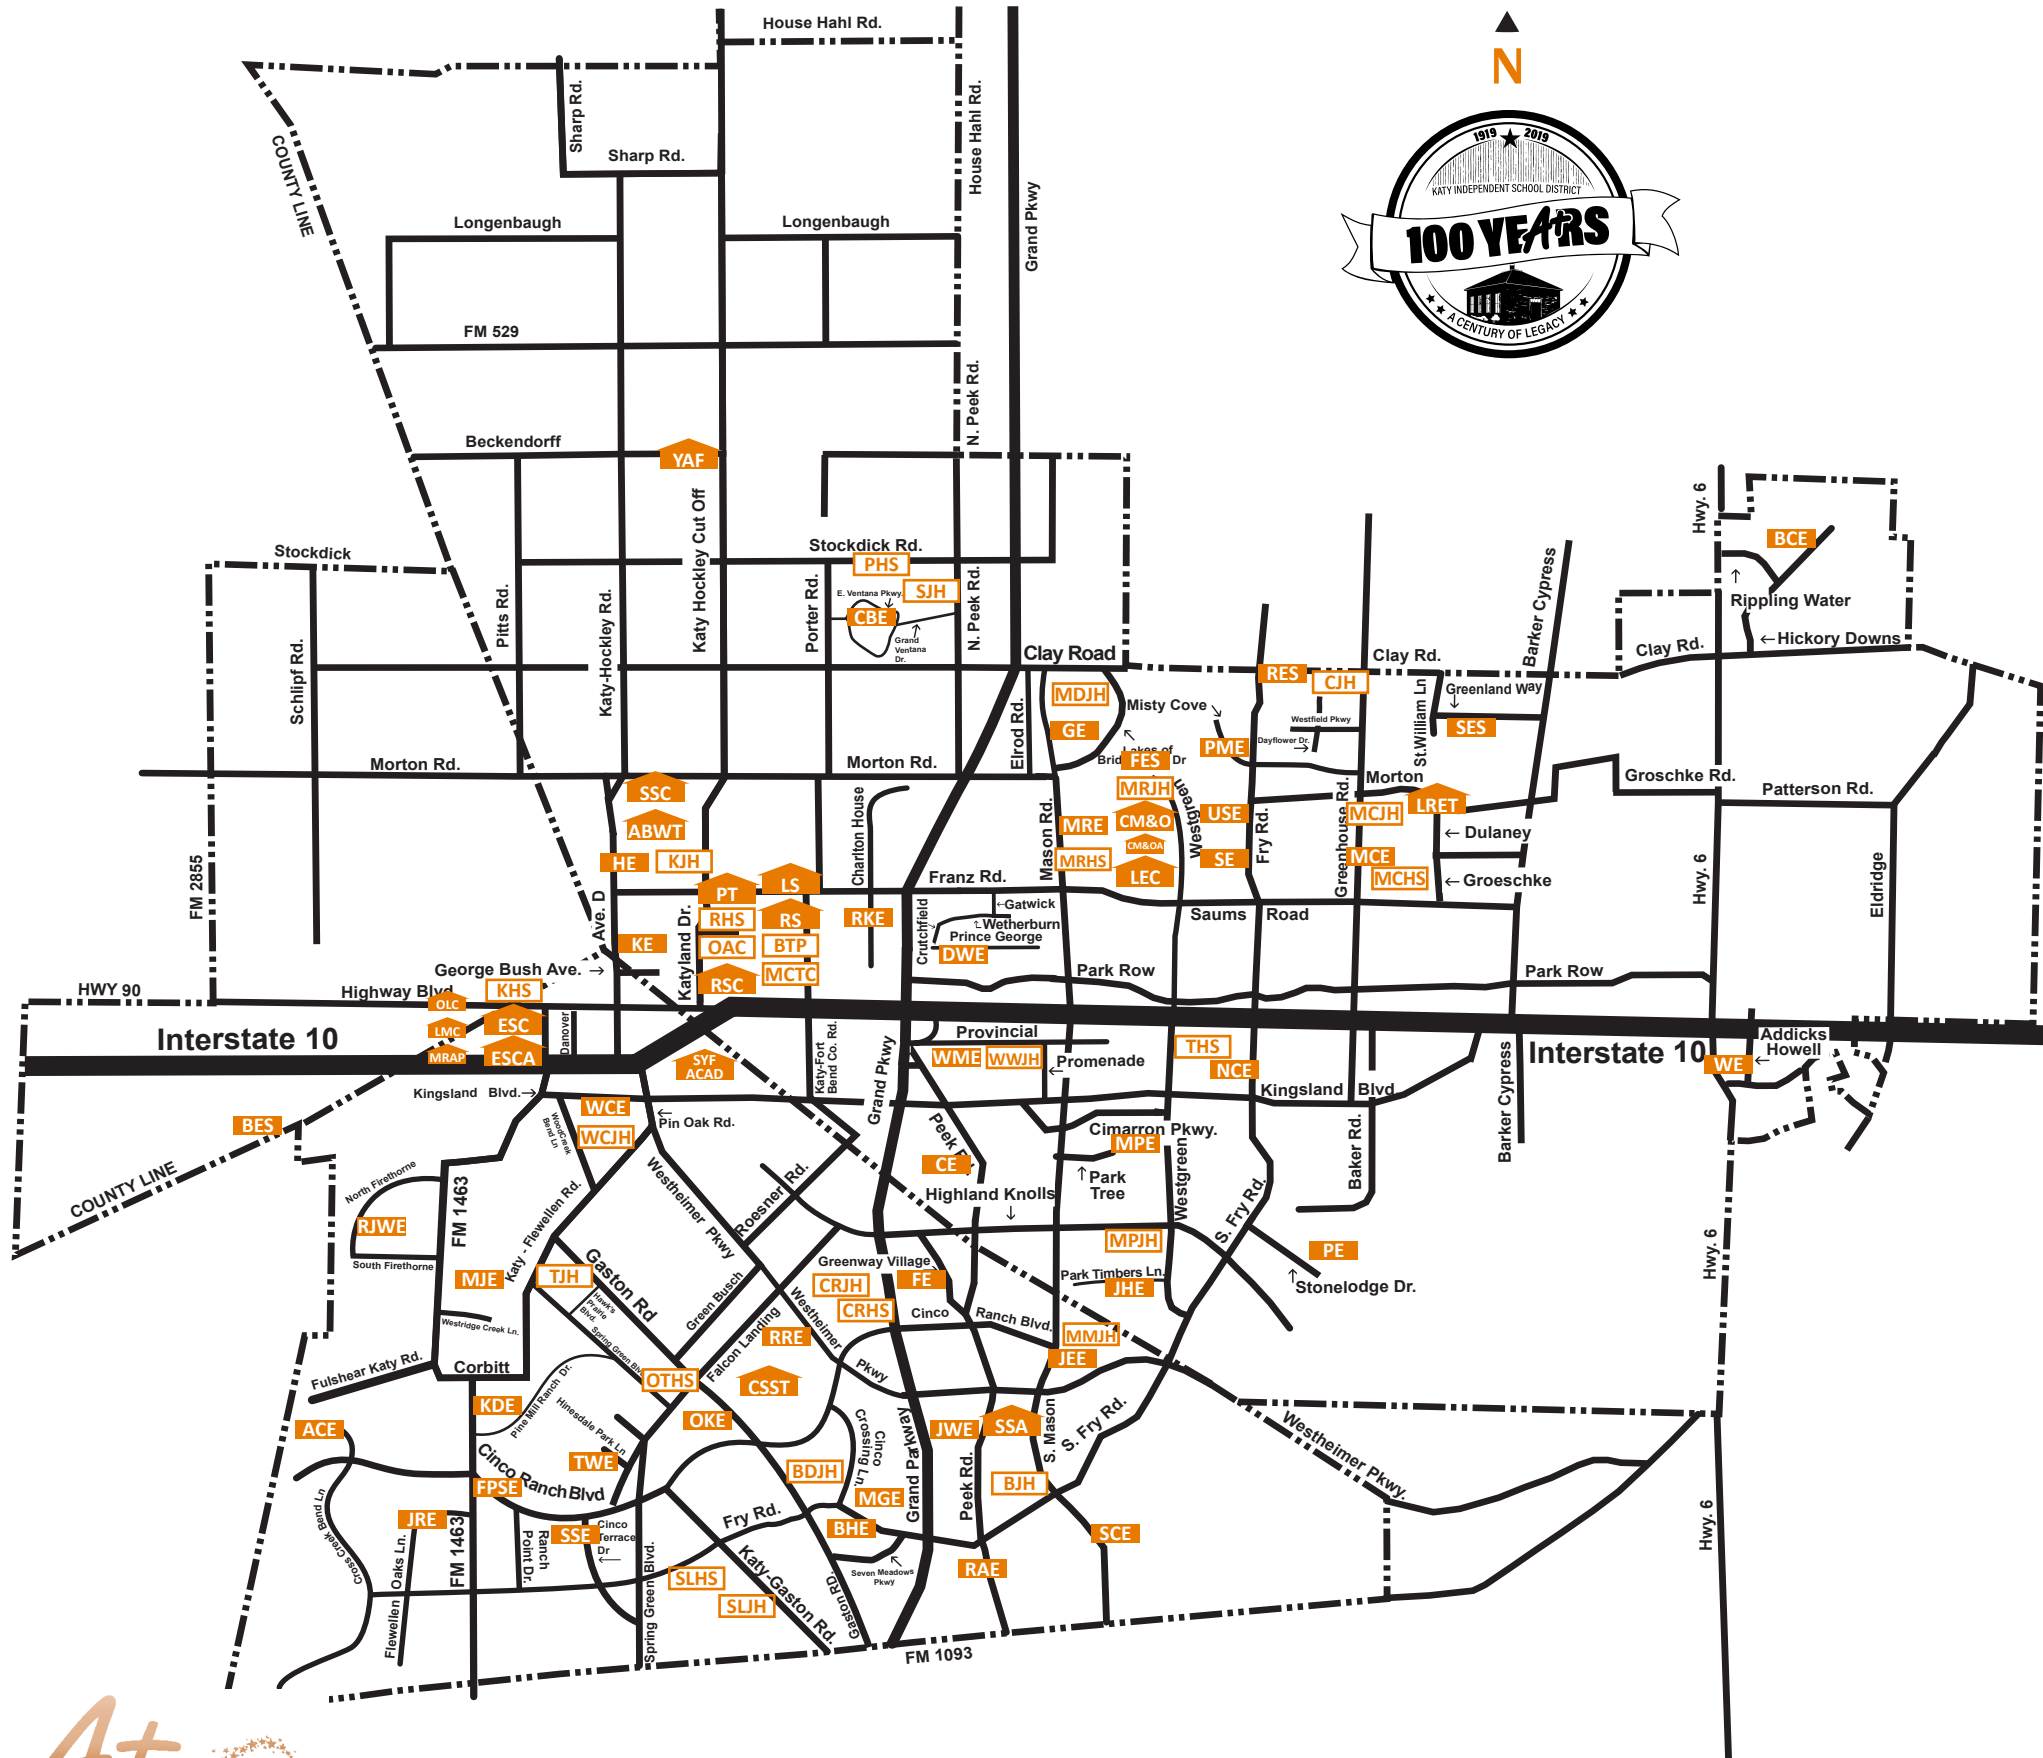 House Hahl Rd.
N
House Hahl Rd.
Sharp Rd.
Sharp Rd.
COUNTY LINE
Grand Pkwy
1919 2019
KATY INDEPENDENT SCHOOL DISTRICT
100 YEARS
A CENTURY OF LEGACY
Longenbaugh
Longenbaugh
FM 529
N. Peek Rd.
Beckendorff
YAF
Katy Hockley Cut Off
Hwy. 6
BCE
Stockdick
Stockdick Rd.
PHS
SJH
E. Ventana Pkwy.
CBE
Grand
Ventana
Dr.
Pitts Rd.
Katy-Hockley Rd.
Porter Rd.
N. Peek Rd.
Barker Cypress
Rippling Water
Hickory Downs
Clay Rd.
Schlipf Rd.
Clay Road
RES
Clay Rd.
CJH
MDJH
Misty Cove
St.William Ln
Greenland Way
SES
GE
Elrod Rd.
Westfield Pkwy
Dayflower Dr.
PME
Lakes of
Brid
Dr
FES
Morton Rd.
Morton Rd.
Morton
Groschke Rd.
Patterson Rd.
SSC
MRJH
Westgreen
LRET
ABWT
Charlton House
Mason Rd.
MRE
CM&O
USE
Fry Rd.
Greenhouse Rd.
MCJH
Dulaney
CM&OA
HE
KJH
MRHS
SE
MCE
FM 2855
LS
LEC
MCHS
Groeschke
Hwy. 6
Eldridge
PT
Franz Rd.
Ave. D
RHS
RS
RKE
Crutchfield
Gatwick
Wetherburn
Prince George
Saums Road
KE
Katyland Dr.
OAC
BTP
DWE
George Bush Ave.
RSC
MCTC
Park Row
Park Row
HWY 90
Highway Blvd
KHS
OLC
Interstate 10
LMC
ESC
Danover
MRAP
ESCA
SYF
ACAD
Katy-Fort
Bend Co. Rd.
Grand Pkwy
Provincial
WME
WWJH
Promenade
THS
NCE
Interstate 10
Addicks
Howell
WE
Kingsland Blvd.
Kingsland Blvd
Barker Cypress
BES
WCE
Pin Oak Rd.
WCJH
WoodCreek
Bend Ln
Peek
Cimarron Pkwy.
MPE
CE
Park
Tree
Westgreen
Baker Rd.
COUNTY LINE
North Firethorne
RJWE
South Firethorne
FM 1463
Katy - Flewellen Rd.
Westheimer Pkwy
Roesner Rd.
Highland Knolls
S. Fry Rd.
MPJH
PE
Stonelodge Dr.
Hwy. 6
MJE
TJH
Gaston Rd
Greenway Village
CRJH
FE
Park Timbers Ln.
JHE
Hawk's
Prairie
Blvd.
Green Busch
Westheimer
Pkwy
CRHS
Cinco Ranch Blvd.
MMJH
Westridge Creek Ln.
Spring Green Blv
Falcon Landing
RRE
JEE
Fulshear Katy Rd.
Corbitt
OTHS
CSST
Pine Mill Ranch Dr.
KDE
Hinesdale Park Ln
OKE
ACE
Cinco
Crossing Ln.
Grand Parkway
JWE
SSA
S. Mason
S. Fry Rd.
Westheimer Pkwy.
TWE
Cinco Ranch Blvd
BDJH
BJH
FPSE
MGE
Peek Rd.
Cross Creek Bend Ln
JRE
SSE
Cinco
Terrace
Dr
Fry Rd.
BHE
SCE
Hwy. 6
Flewellen Oaks Ln.
FM 1463
Ranch
Point Dr.
Spring Green Blvd.
SLHS
Katy-Gaston Rd.
Seven Meadows
Pkwy
RAE
SLJH
Gaston RD.
FM 1093
A+